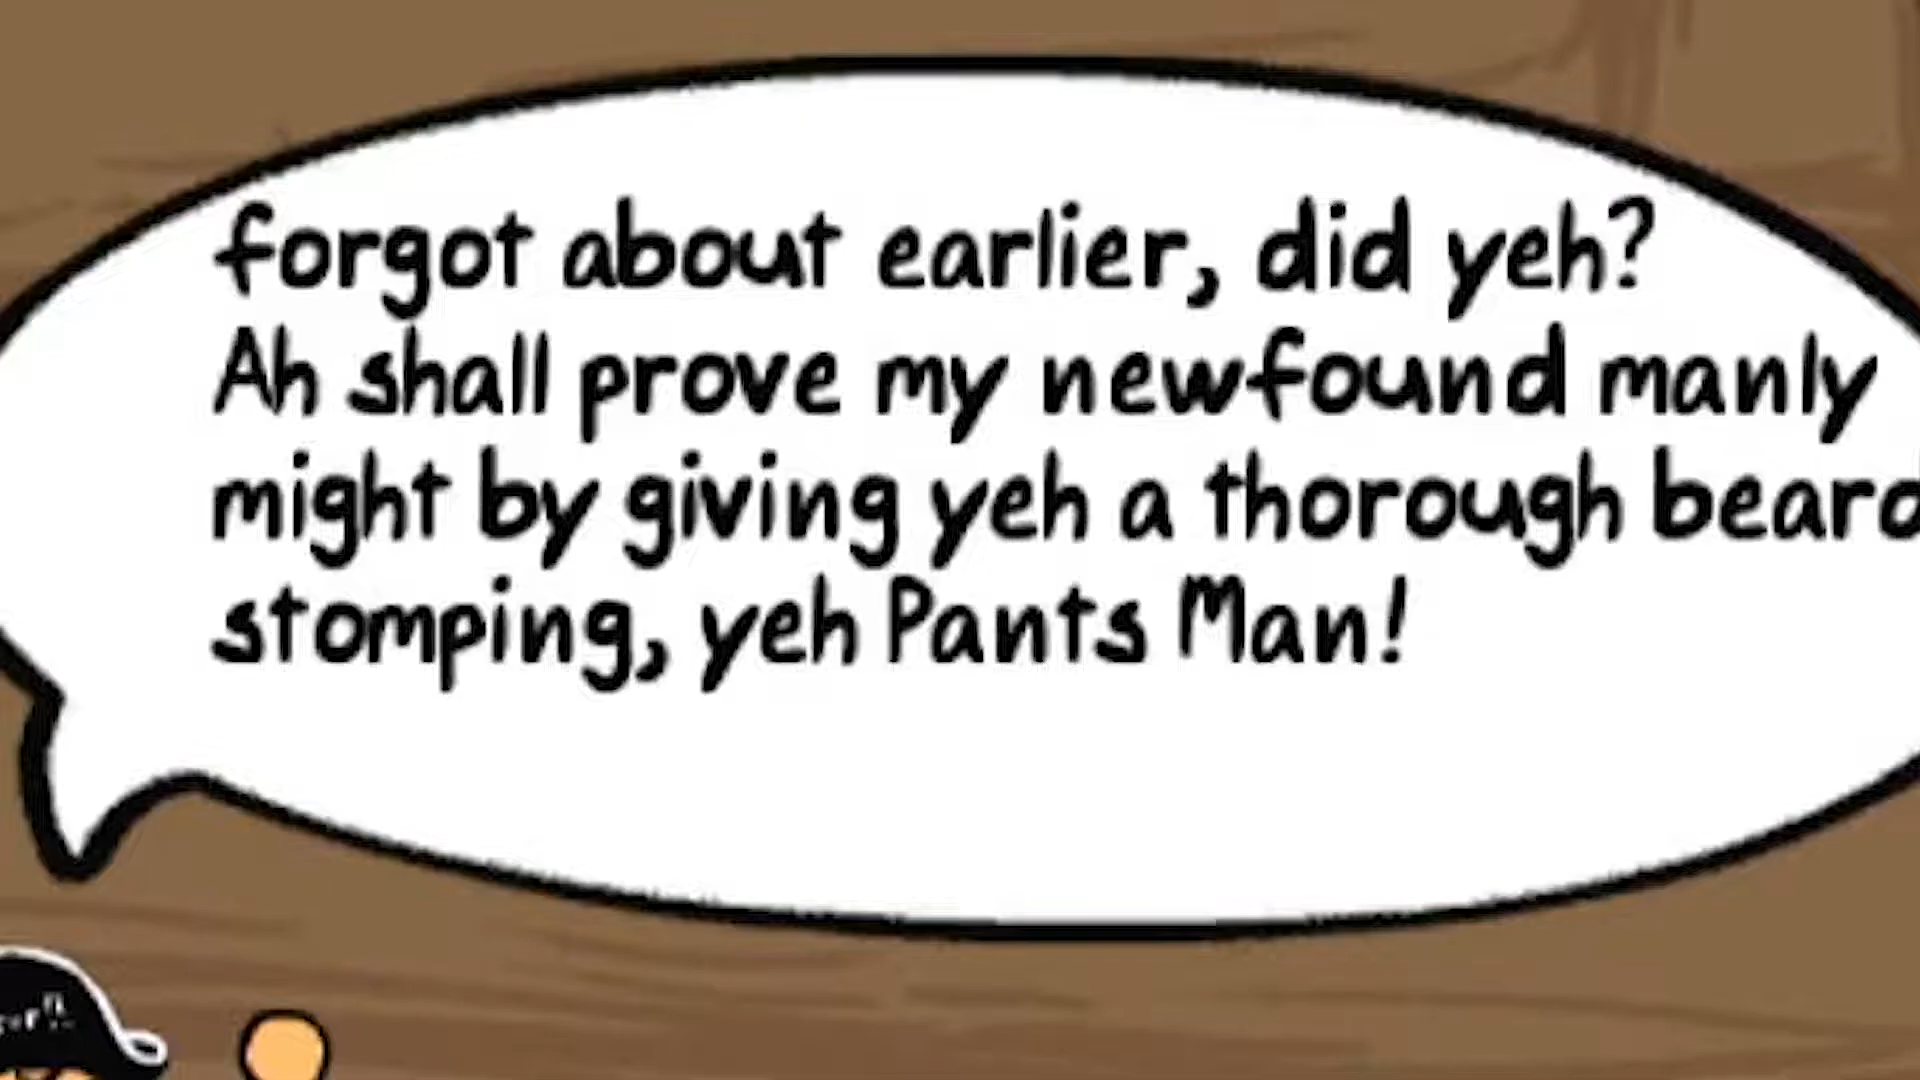 forgot about earlier, did yeh?
Ah shall prove my newfound manly
might by giving yeh a thorough beard
stomping, yeh Pants Man!